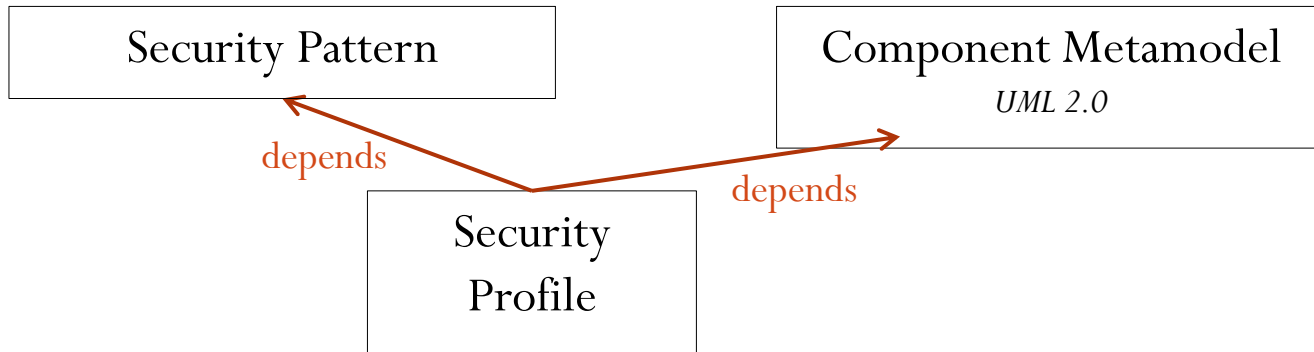 Security Pattern
Component Metamodel
UML 2.0
depends
depends
Security
Profile